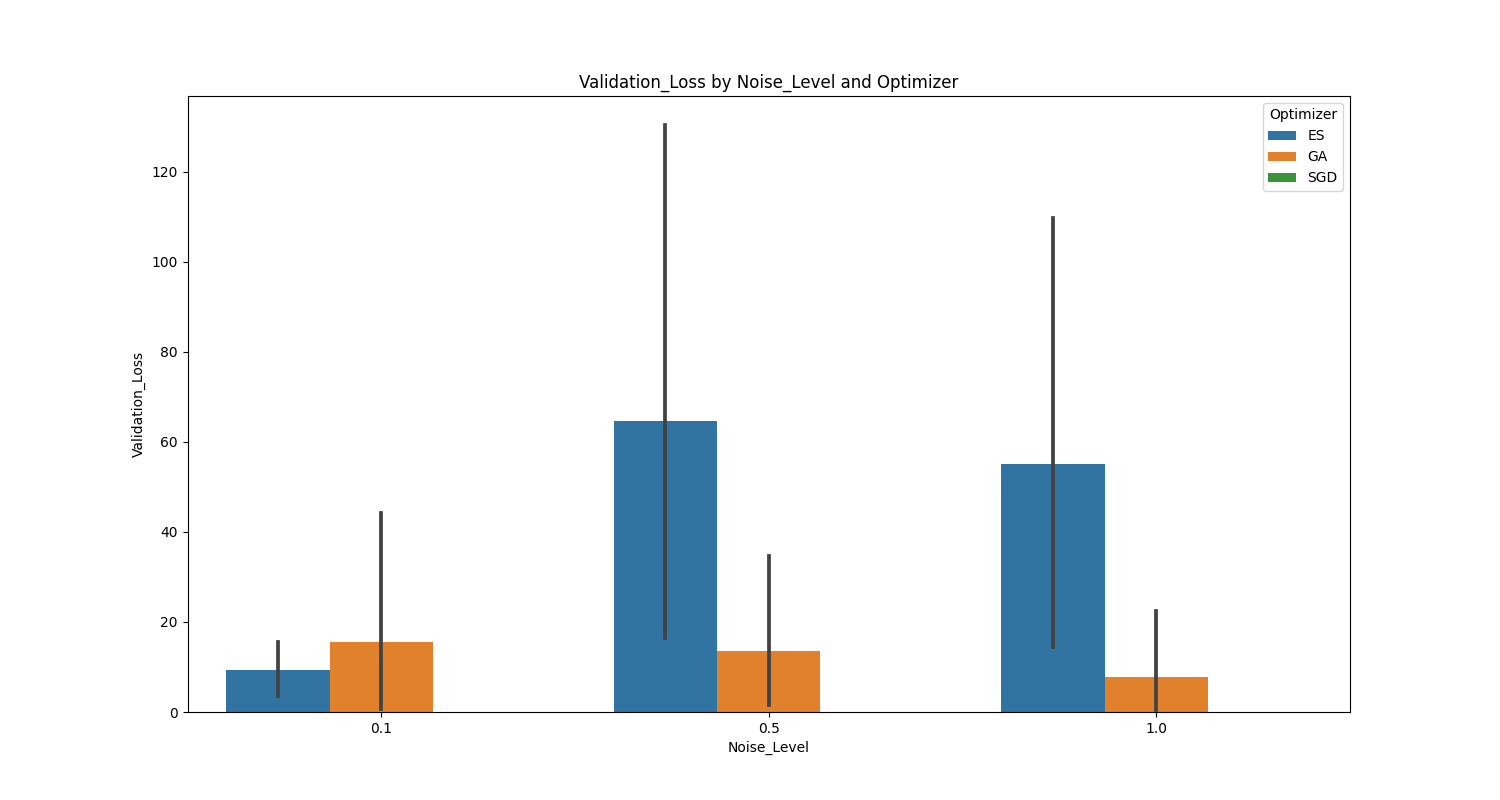 Validation_Loss by Noise_Level and Optimizer
Optimizer
ES
GA
SGD
120
100
80
60
40
20
0
Validation_Loss
0.1
0.5
1.0
Noise_Level